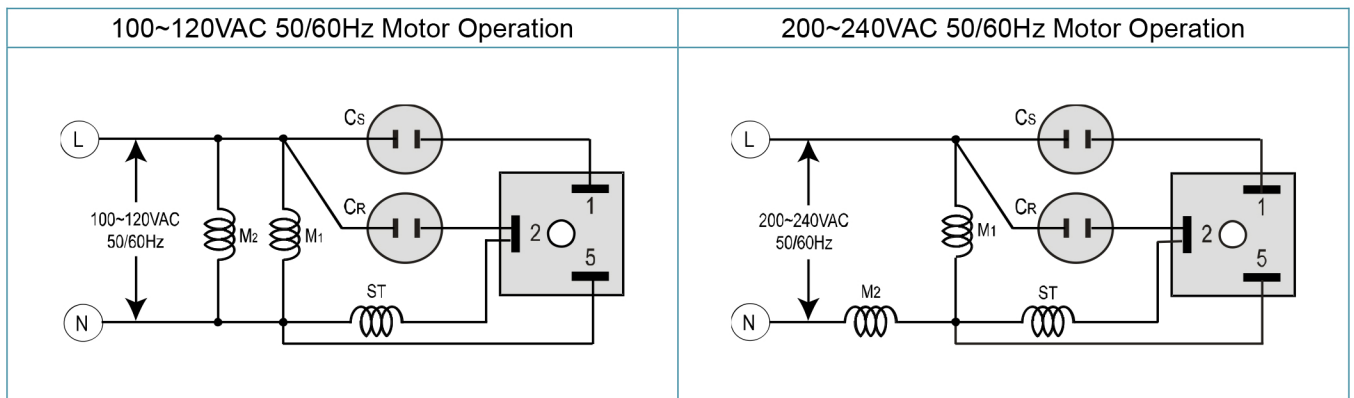 100~120VAC 50/60Hz Motor Operation
L
100~120VAC
50/60Hz
N
M2
M1
CS
CR
ST
1
2
5
200~240VAC 50/60Hz Motor Operation
L
200~240VAC
50/60Hz
N
M2
M1
CS
CR
ST
1
2
5